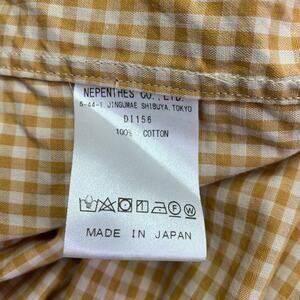 NEPENTHES CO., LTD.
5-44-1 JINGUMAE SHIBUYA, TOKYO
DI156
100% COTTON
MADE IN JAPAN